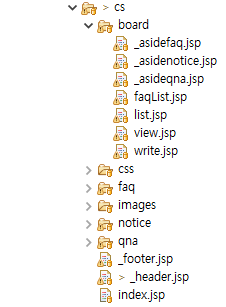 > cs
board
_asidefaq.jsp
_asidenotice.jsp
_asideqna.jsp
faqList.jsp
list.jsp
view.jsp
write.jsp
css
faq
images
notice
qna
_footer.jsp
> _header.jsp
index.jsp